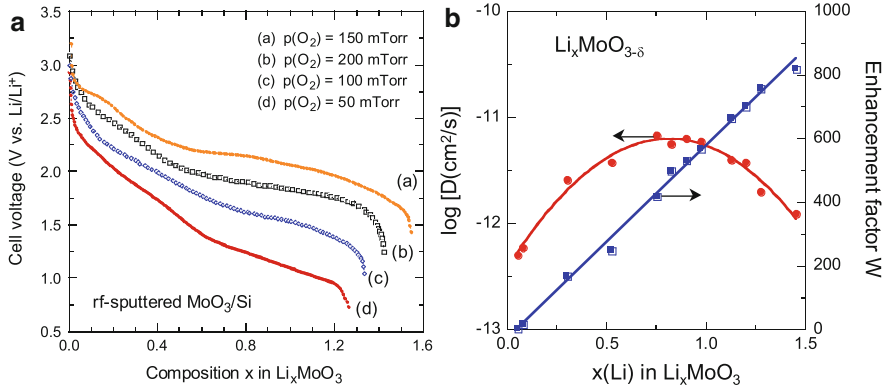 a
3.5
3.0
2.5
2.0
1.5
1.0
0.5
0.0
0.4
0.8
1.2
1.6
Cell voltage (V vs. Li/Li⁺)
Composition x in LiₓMoO₃
(a) p(O₂) = 150 mTorr
(b) p(O₂) = 200 mTorr
(c) p(O₂) = 100 mTorr
(d) p(O₂) = 50 mTorr
(a)
(b)
(c)
(d)
rf-sputtered MoO₃/Si
b
-10
-11
-12
-13
log [D(cm²/s)]
LiₓMoO₃₋δ
1000
800
600
400
200
0
Enhancement factor W
0.0
0.5
1.0
1.5
x(Li) in LiₓMoO₃